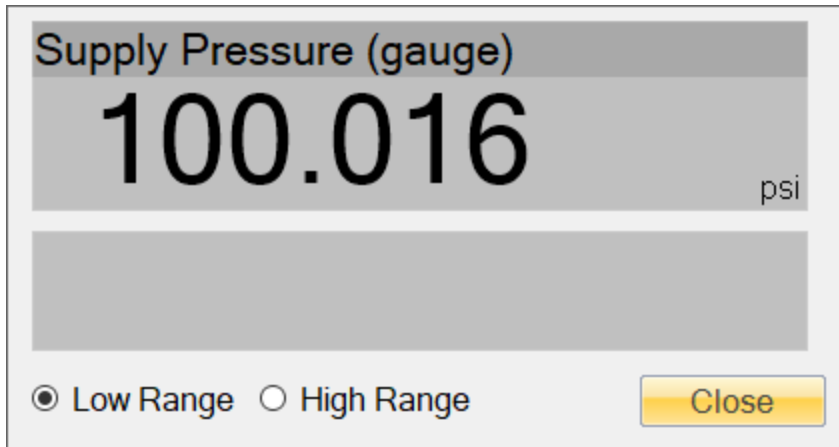 Supply Pressure (gauge)
100.016
psi
Low Range High Range
Close